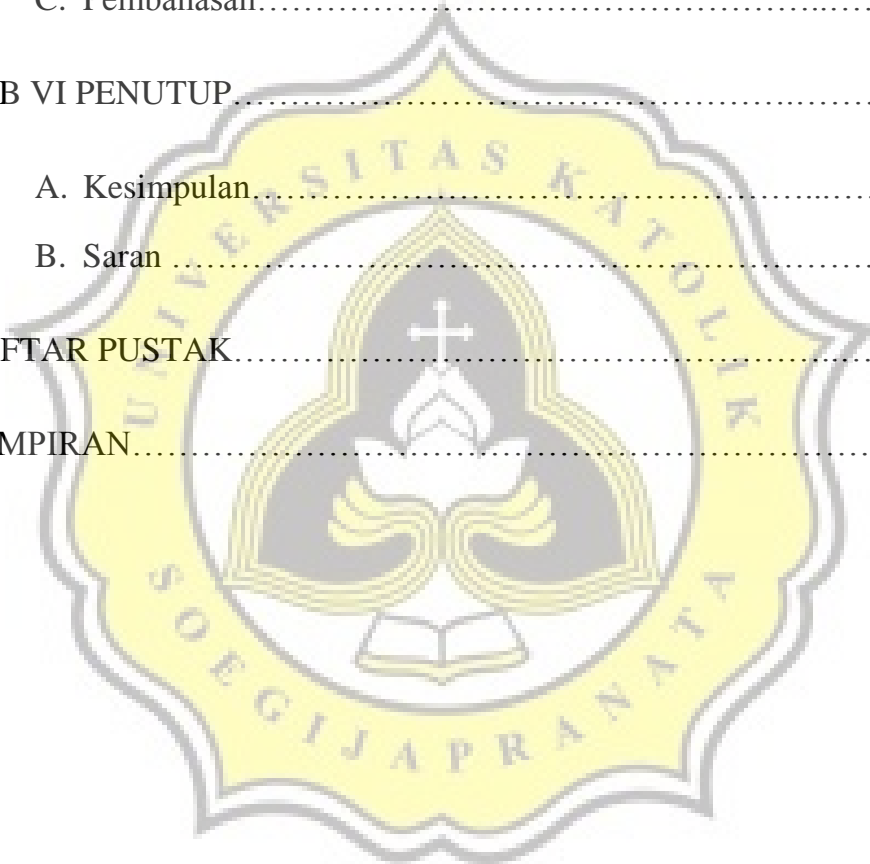 C. Pembahasan……………………………………………..….
B VI PENUTUP……………………………………………….…….
A. Kesimpulan……………………………………………..….
B. Saran ………………………………………………………
FTAR PUSTAK……………………………………………………
MPIRAN……………………………………………………………
UNIVERSITAS KATOLIK
SOEGIJAPRANATA